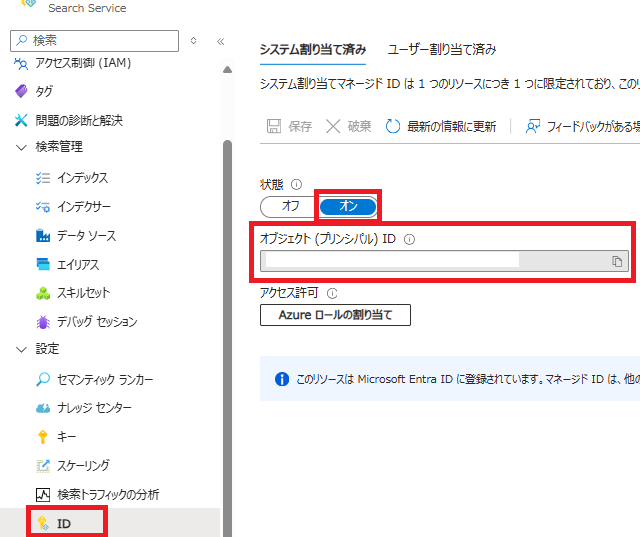 Search Service
検索
アクセス制御 (IAM)
タグ
問題の診断と解決
検索管理
インデックス
インデクサー
データ ソース
エイリアス
スキルセット
デバッグ セッション
設定
セマンティック ランカー
ナレッジ センター
キー
スケーリング
検索トラフィックの分析
ID
システム割り当て済み ユーザー割り当て済み
システム割り当てマネージド ID は 1 つのリソースにつき 1 つに限定されており、このリ
保存 破棄 最新の情報に更新 フィードバックがある場
状態
オフ オン
オブジェクト (プリンシパル) ID
アクセス許可
Azure ロールの割り当て
このリソースは Microsoft Entra ID に登録されています。マネージド ID は、他の